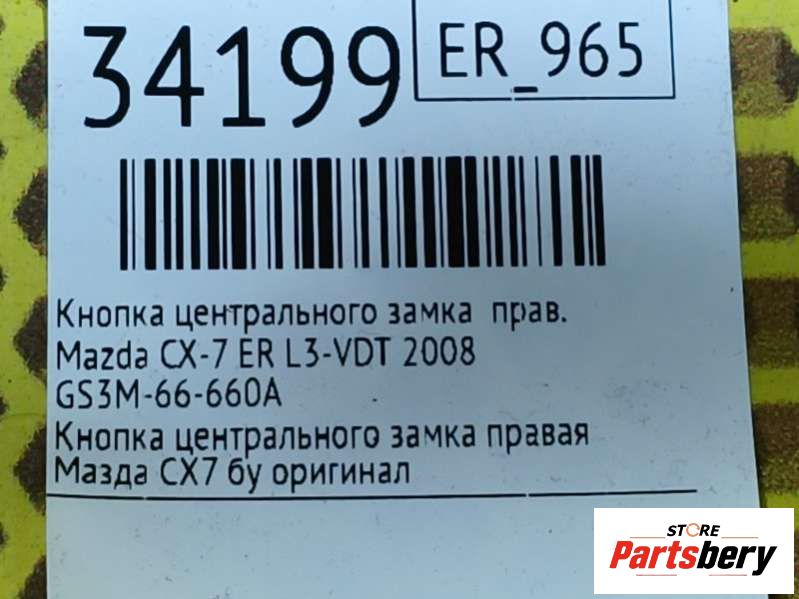 34199
ER_965
Кнопка центрального замка прав.
Mazda CX-7 ER L3-VDT 2008
GS3M-66-660A
Кнопка центрального замка правая
Мазда СХ7 бу оригинал
STORE
Partsbery